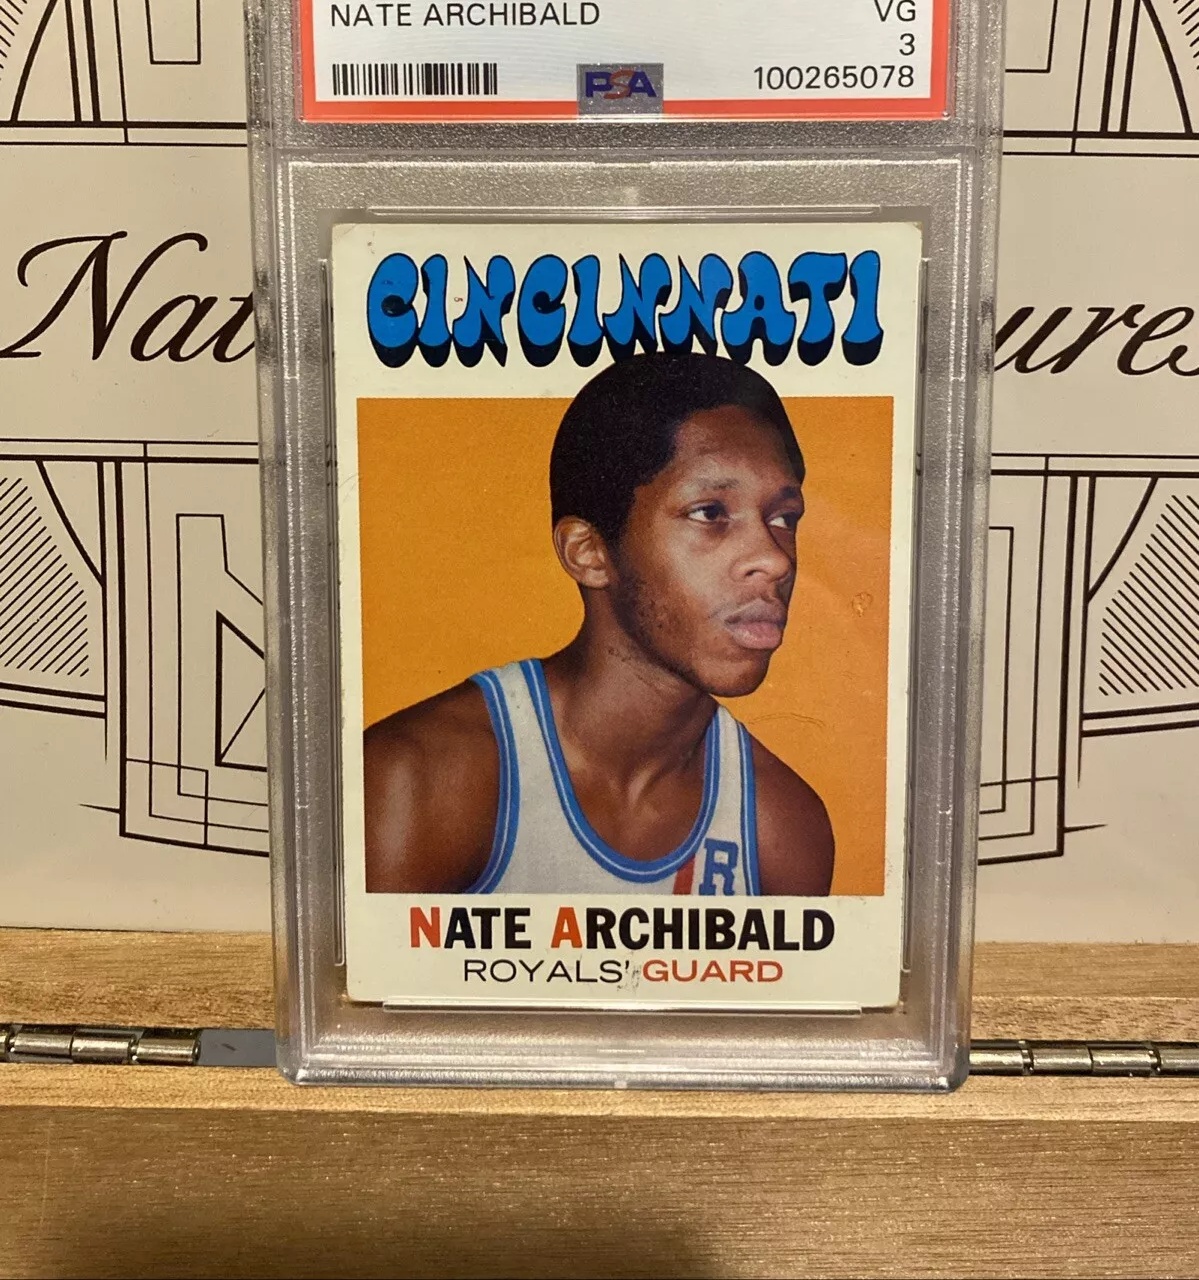 NATE ARCHIBALD
VG
3
PSA
100265078
CINCINNATI
R
NATE ARCHIBALD
ROYALS' GUARD